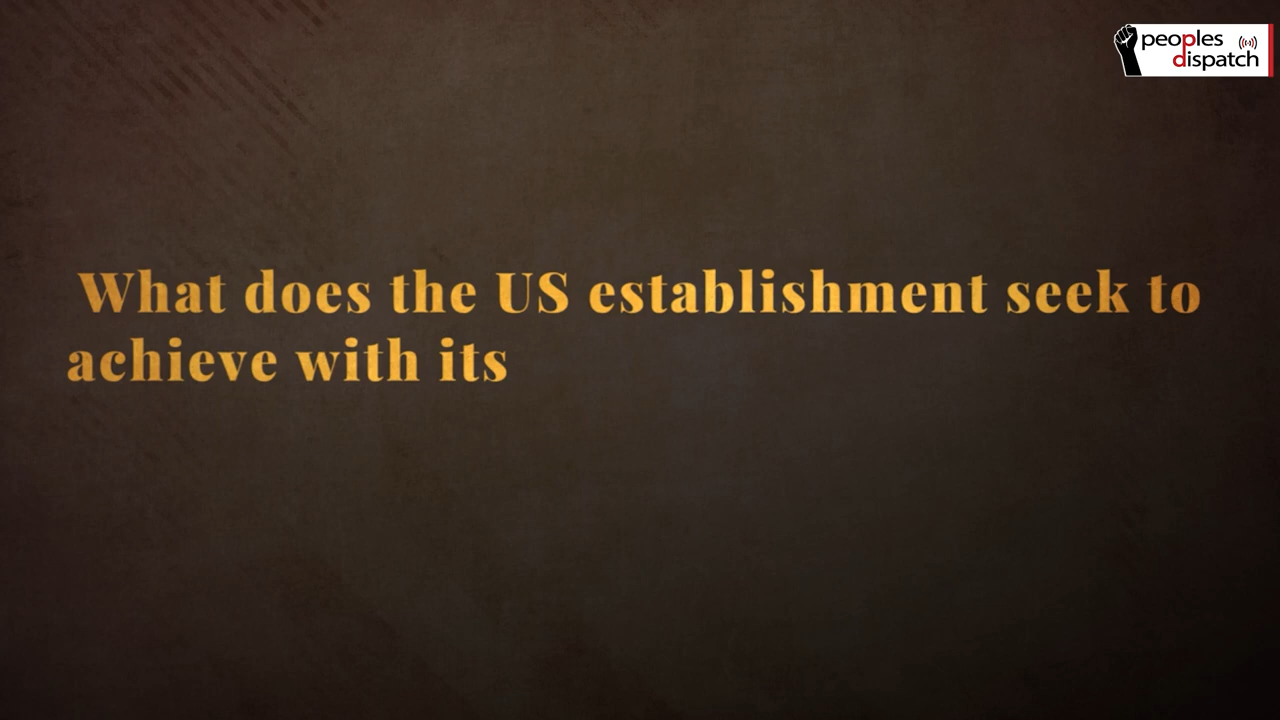 peoples
dispatch
What does the US establishment seek to
achieve with its